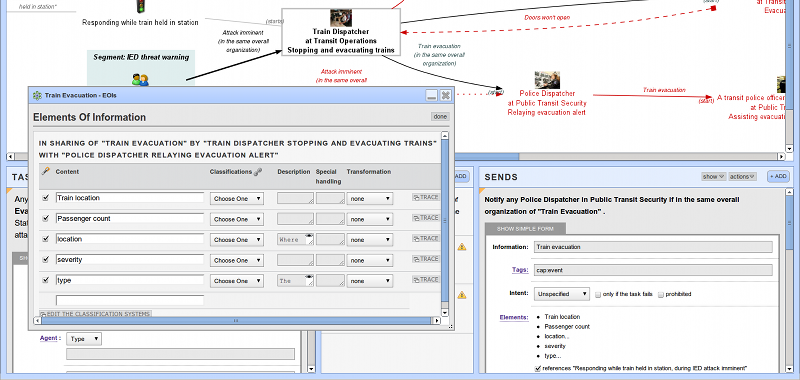 held in station"
Responding while train held in station
(starts)
Attack imminent
(in the same overall
organization)
Segment: IED threat warning
Train Dispatcher
at Transit Operations
Stopping and evacuating trains
Doors won't open
at Transit
Evacu
Attack imminent
(in the same overall
Train evacuation
(in the same overall
organization)
(start)
Police Dispatcher
at Public Transit Security
Relaying evacuation alert
Train evacuation
(start)
A transit police officer
at Public Tr
Assisting evacuat
Train Evacuation - EOIs
Elements Of Information
done
IN SHARING OF "TRAIN EVACUATION" BY "TRAIN DISPATCHER STOPPING AND EVACUATING TRAINS"
WITH "POLICE DISPATCHER RELAYING EVACUATION ALERT"
Content Classifications Description Special handling Transformation
Train location Choose One none TRACE
Passenger count Choose One none TRACE
location Choose One Where none TRACE
severity Choose One none TRACE
type Choose One The none TRACE
EDIT THE CLASSIFICATION SYSTEMS
Agent : Type
TAS
Any
Eva
Stat
atta
SH
ADD
of
SENDS
show
actions
+ ADD
Notify any Police Dispatcher in Public Transit Security if in the same overall
organization of "Train Evacuation" .
SHOW SIMPLE FORM
Information: Train evacuation
Tags: cap:event
Intent: Unspecified only if the task fails prohibited
Elements: • Train location
• Passenger count
• location...
• severity
• type...
references "Responding while train held in station, during IED attack imminent"